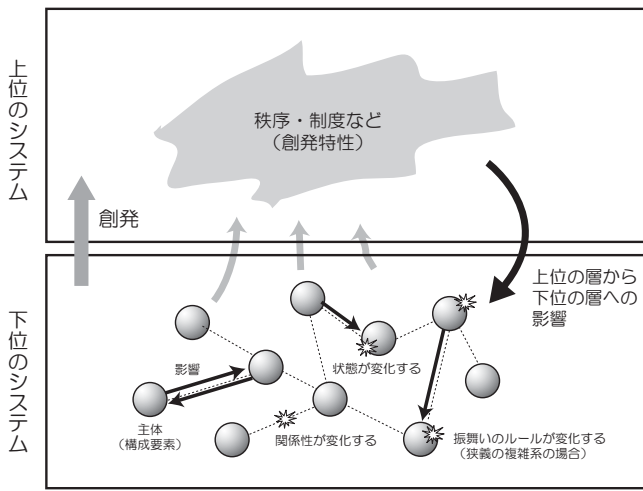 上位のシステム
秩序・制度など
（創発特性）
創発
上位の層から
下位の層への
影響
下位のシステム
影響
状態が変化する
主体
（構成要素）
関係性が変化する
振舞いのルールが変化する
（狭義の複雑系の場合）